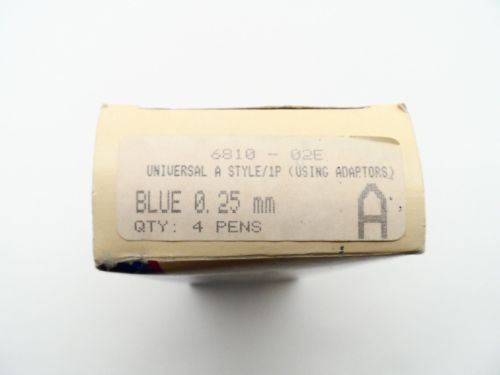 6810 - 02E
UNIVERSAL A STYLE/1P (USING ADAPTORS)
BLUE 0.25 mm
QTY: 4 PENS
A